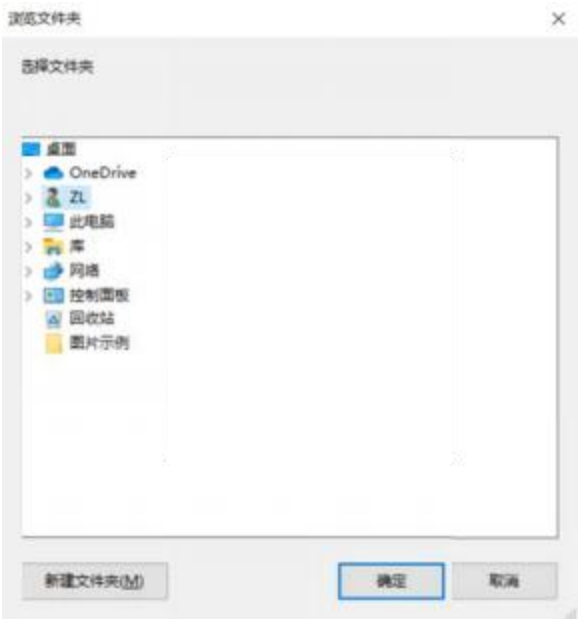 浏览文件夹
选择文件夹
桌面
OneDrive
ZL
此电脑
库
网络
控制面板
回收站
图片示例
新建文件夹(M)
确定
取消